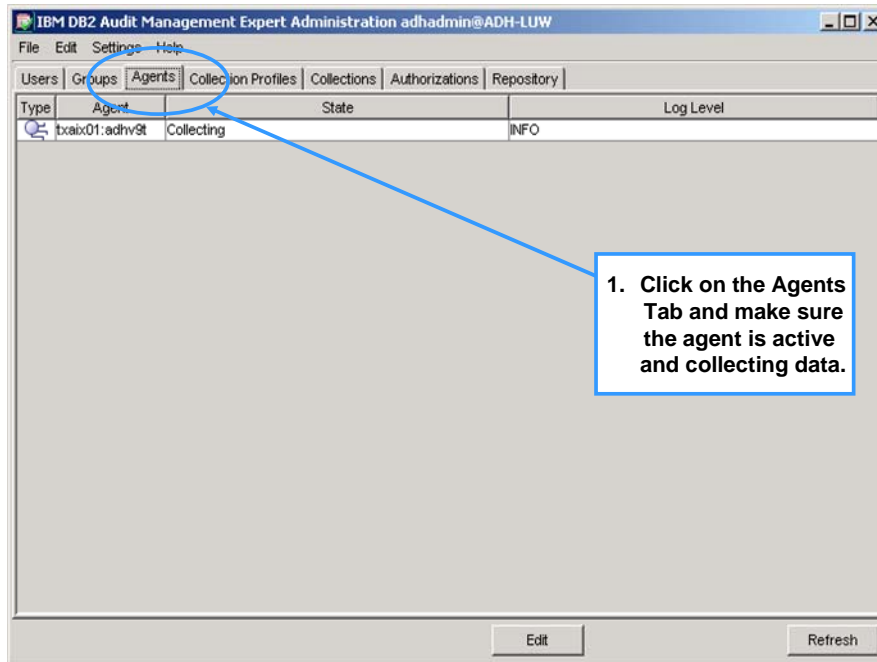 IBM DB2 Audit Management Expert Administration adhadmin@ADH-LUW
File Edit Settings Help
Users Groups Agents Collection Profiles Collections Authorizations Repository
Type Agent State Log Level
txaix01:adhv9t Collecting INFO
1. Click on the Agents
Tab and make sure
the agent is active
and collecting data.
Edit Refresh